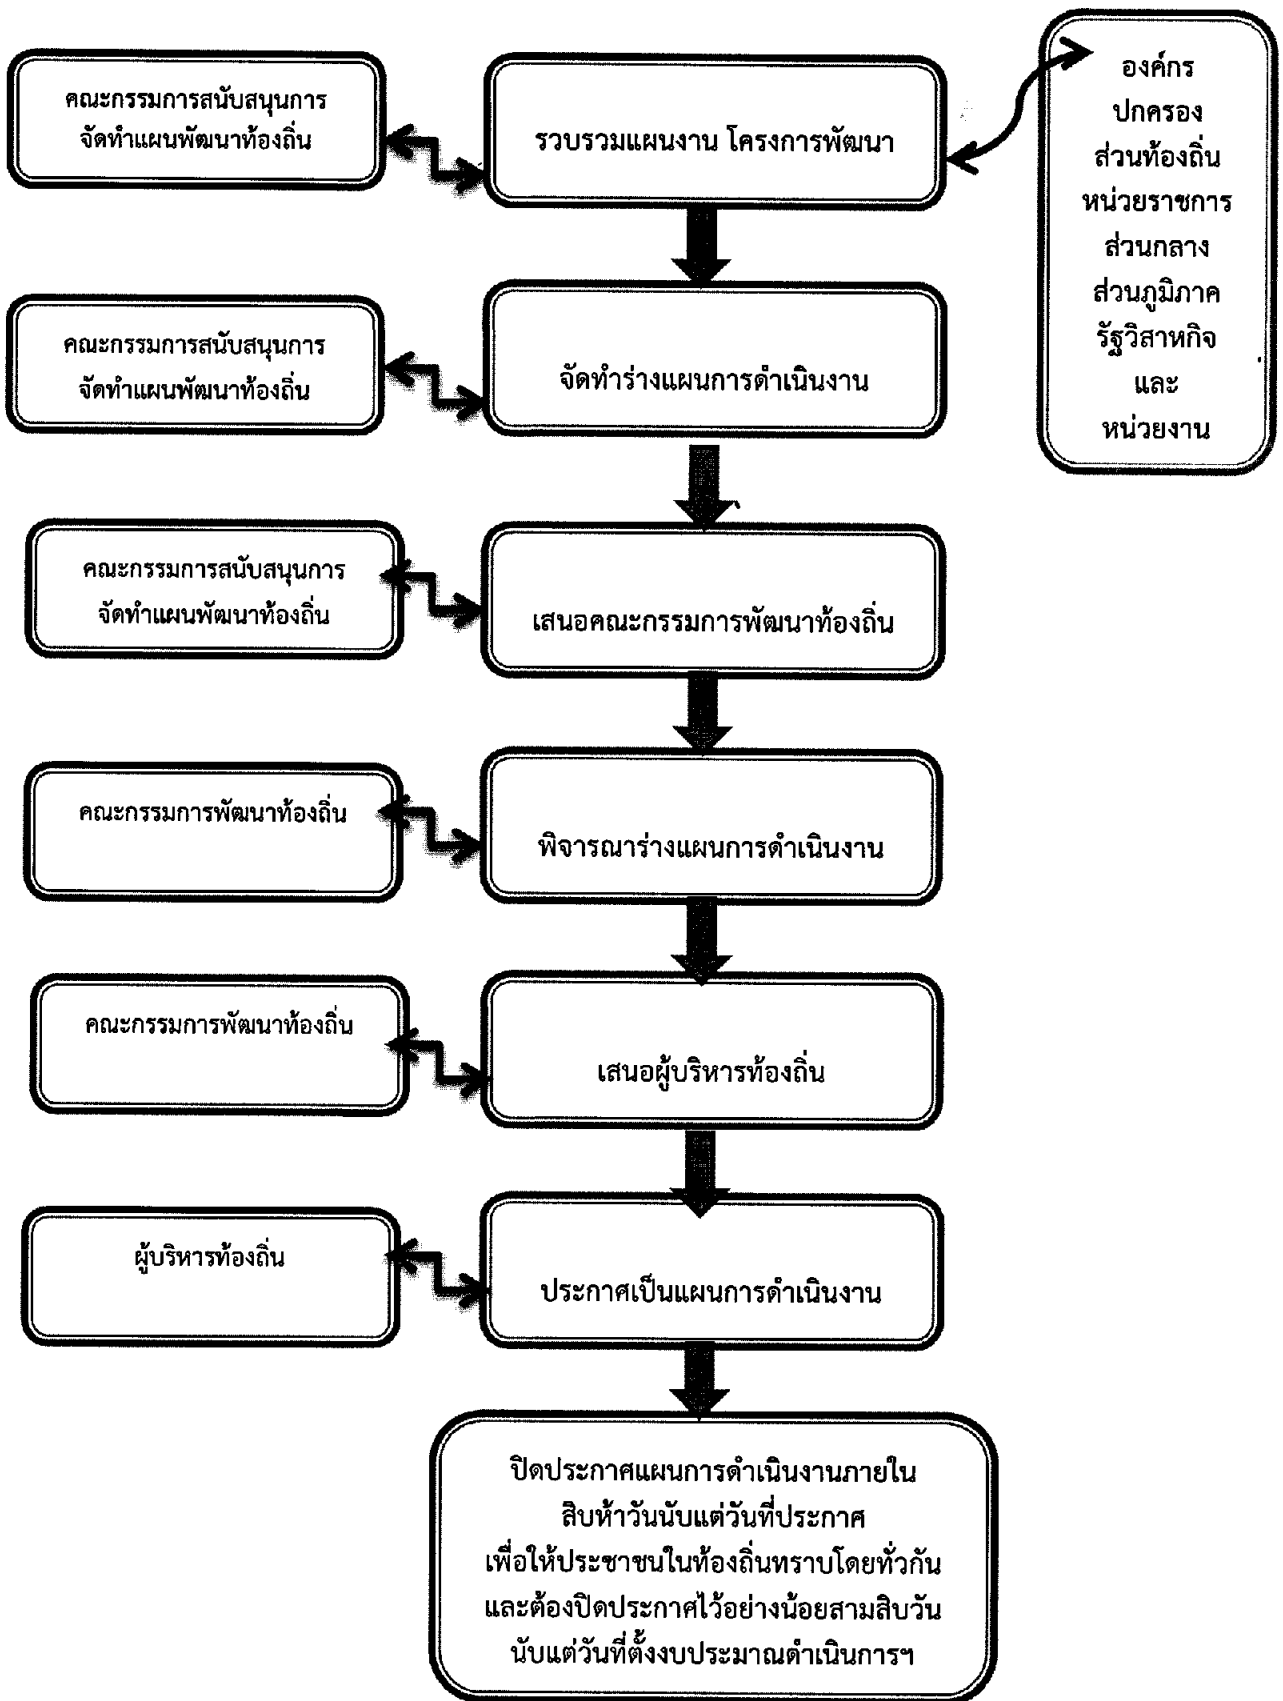 คณะกรรมการสนับสนุนการ
จัดทำแผนพัฒนาท้องถิ่น
รวบรวมแผนงาน โครงการพัฒนา
องค์กร
ปกครอง
ส่วนท้องถิ่น
หน่วยราชการ
ส่วนกลาง
ส่วนภูมิภาค
รัฐวิสาหกิจ
และ
หน่วยงาน
คณะกรรมการสนับสนุนการ
จัดทำแผนพัฒนาท้องถิ่น
จัดทำร่างแผนการดำเนินงาน
คณะกรรมการสนับสนุนการ
จัดทำแผนพัฒนาท้องถิ่น
เสนอคณะกรรมการพัฒนาท้องถิ่น
คณะกรรมการพัฒนาท้องถิ่น
พิจารณาร่างแผนการดำเนินงาน
คณะกรรมการพัฒนาท้องถิ่น
เสนอผู้บริหารท้องถิ่น
ผู้บริหารท้องถิ่น
ประกาศเป็นแผนการดำเนินงาน
ปิดประกาศแผนการดำเนินงานภายใน
สิบห้าวันนับแต่วันที่ประกาศ
เพื่อให้ประชาชนในท้องถิ่นทราบโดยทั่วกัน
และต้องปิดประกาศไว้อย่างน้อยสามสิบวัน
นับแต่วันที่ตั้งงบประมาณดำเนินการฯ